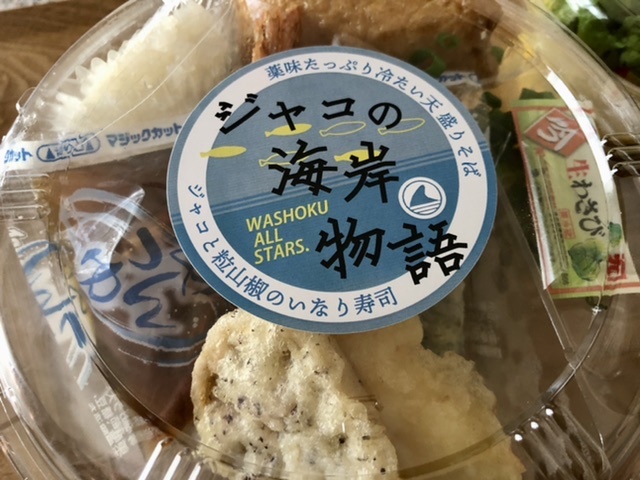 薬味たっぷり冷たい天盛りそば
ジャコの
海岸
物語
WASHOKU
ALL
STARS.
ジャコと粒山椒のいなり寿司
マジックカット
生わさび